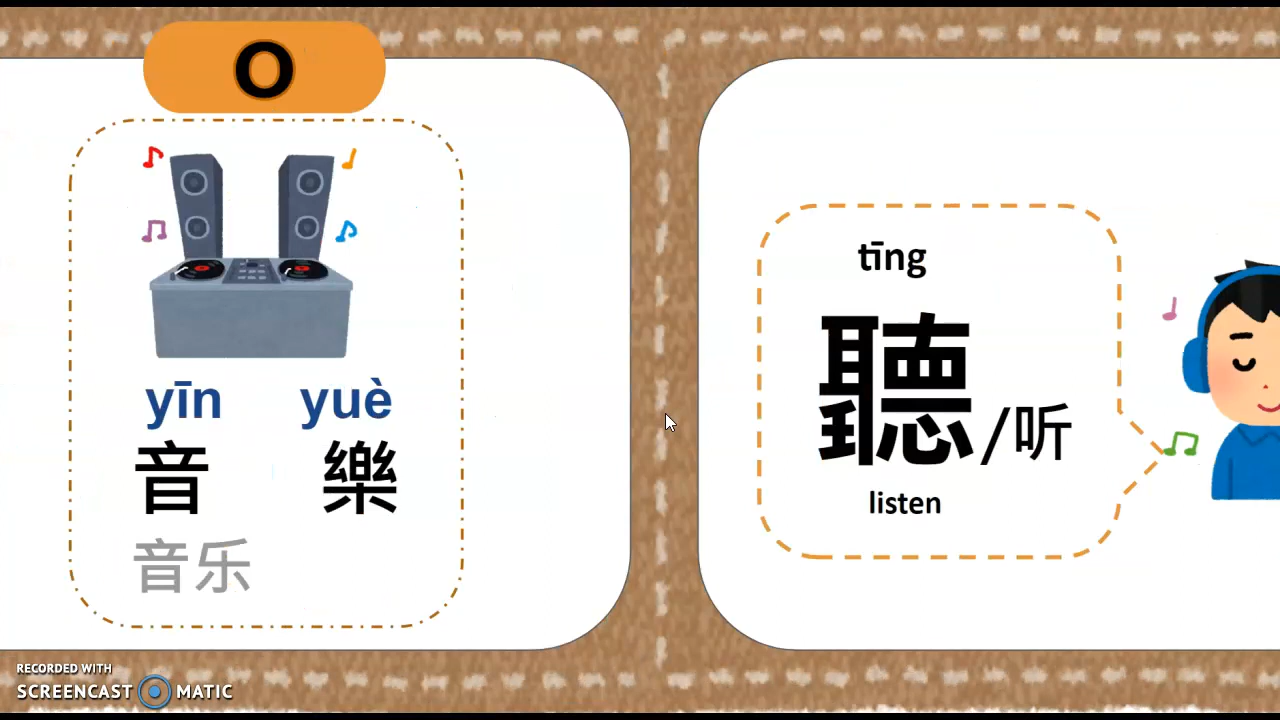 O
yīn yuè
音 樂
音乐
tīng
聽/听
listen
RECORDED WITH
SCREENCAST MATIC